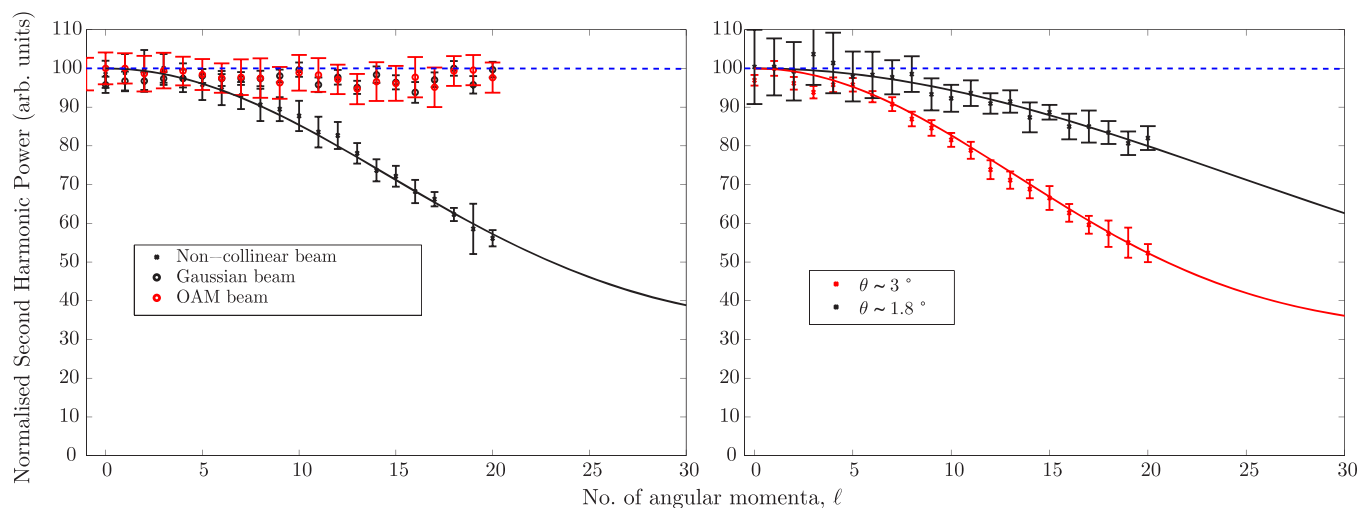 Normalised Second Harmonic Power (arb. units)
110
100
90
80
70
60
50
40
30
20
10
0
0 5 10 15 20 25 30
Non−collinear beam
Gaussian beam
OAM beam
110
100
90
80
70
60
50
40
30
20
10
0
0 5 10 15 20 25 30
θ ~ 3 °
θ ~ 1.8 °
No. of angular momenta, ℓ